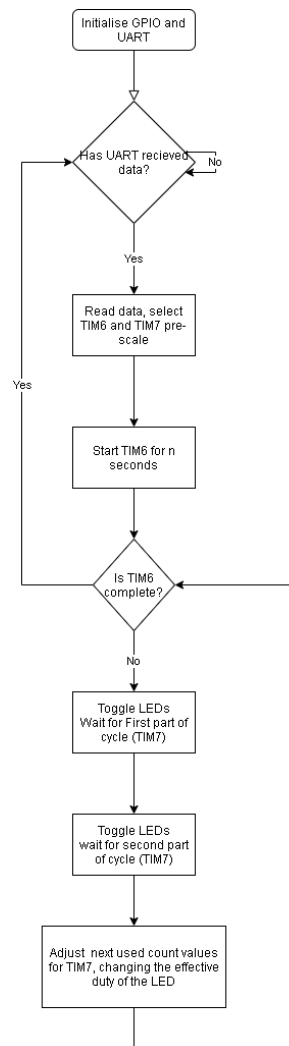 Initialise GPIO and
UART
Has UART recieved
data?
No
Yes
Read data, select
TIM6 and TIM7 pre-
scale
Yes
Start TIM6 for n
seconds
Is TIM6
complete?
No
Toggle LEDs
Wait for First part of
cycle (TIM7)
Toggle LEDs
wait for second part
of cycle (TIM7)
Adjust next used count values
for TIM7, changing the effective
duty of the LED